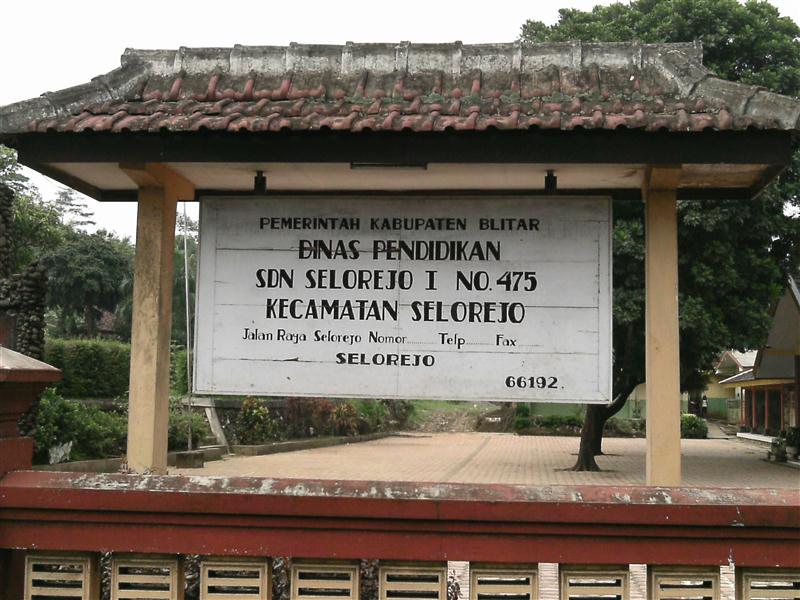 PEMERINTAH KABUPATEN BLITAR
DINAS PENDIDIKAN
SDN SELOREJO I NO. 475
KECAMATAN SELOREJO
Jalan Raya Selorejo Nomor.......... Telp.......... Fax..........
SELOREJO
66192.